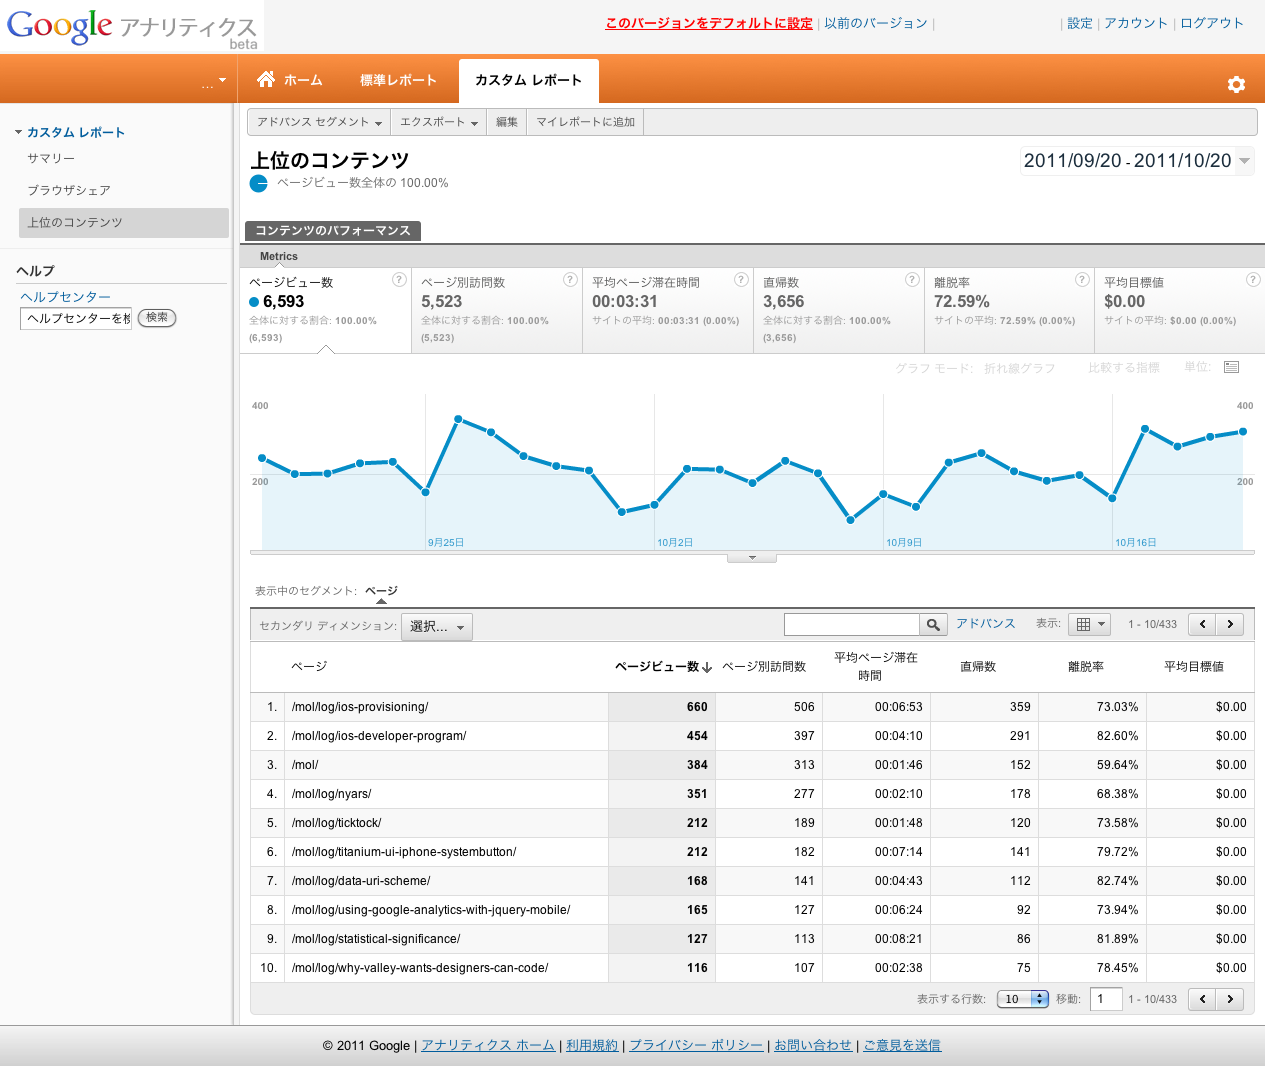 Google アナリティクス
beta
このバージョンをデフォルトに設定 | 以前のバージョン | | 設定 | アカウント | ログアウト
... ホーム 標準レポート カスタム レポート
カスタム レポート
サマリー
ブラウザシェア
上位のコンテンツ
ヘルプ
ヘルプセンター
ヘルプセンターを検 検索
アドバンス セグメント エクスポート 編集 マイレポートに追加
上位のコンテンツ
ページビュー数全体の 100.00%
2011/09/20 - 2011/10/20
コンテンツのパフォーマンス
Metrics
ページビュー数 ?
6,593
全体に対する割合: 100.00%
(6,593)
ページ別訪問数 ?
5,523
全体に対する割合: 100.00%
(5,523)
平均ページ滞在時間 ?
00:03:31
サイトの平均: 00:03:31 (0.00%)
直帰数 ?
3,656
全体に対する割合: 100.00%
(3,656)
離脱率 ?
72.59%
サイトの平均: 72.59% (0.00%)
平均目標値 ?
$0.00
サイトの平均: $0.00 (0.00%)
グラフ モード: 折れ線グラフ 比較する指標 単位:
400 400
200 200
9月25日 10月2日 10月9日 10月16日
表示中のセグメント: ページ
セカンダリ ディメンション: 選択... アドバンス 表示: 1 - 10/433
ページ ページビュー数 ページ別訪問数 平均ページ滞在時間 直帰数 離脱率 平均目標値
1. /mol/log/ios-provisioning/ 660 506 00:06:53 359 73.03% $0.00
2. /mol/log/ios-developer-program/ 454 397 00:04:10 291 82.60% $0.00
3. /mol/ 384 313 00:01:46 152 59.64% $0.00
4. /mol/log/nyars/ 351 277 00:02:10 178 68.38% $0.00
5. /mol/log/ticktock/ 212 189 00:01:48 120 73.58% $0.00
6. /mol/log/titanium-ui-iphone-systembutton/ 212 182 00:07:14 141 79.72% $0.00
7. /mol/log/data-uri-scheme/ 168 141 00:04:43 112 82.74% $0.00
8. /mol/log/using-google-analytics-with-jquery-mobile/ 165 127 00:06:24 92 73.94% $0.00
9. /mol/log/statistical-significance/ 127 113 00:08:21 86 81.89% $0.00
10. /mol/log/why-valley-wants-designers-can-code/ 116 107 00:02:38 75 78.45% $0.00
表示する行数: 10 移動: 1 1 - 10/433
© 2011 Google | アナリティクス ホーム | 利用規約 | プライバシー ポリシー | お問い合わせ | ご意見を送信